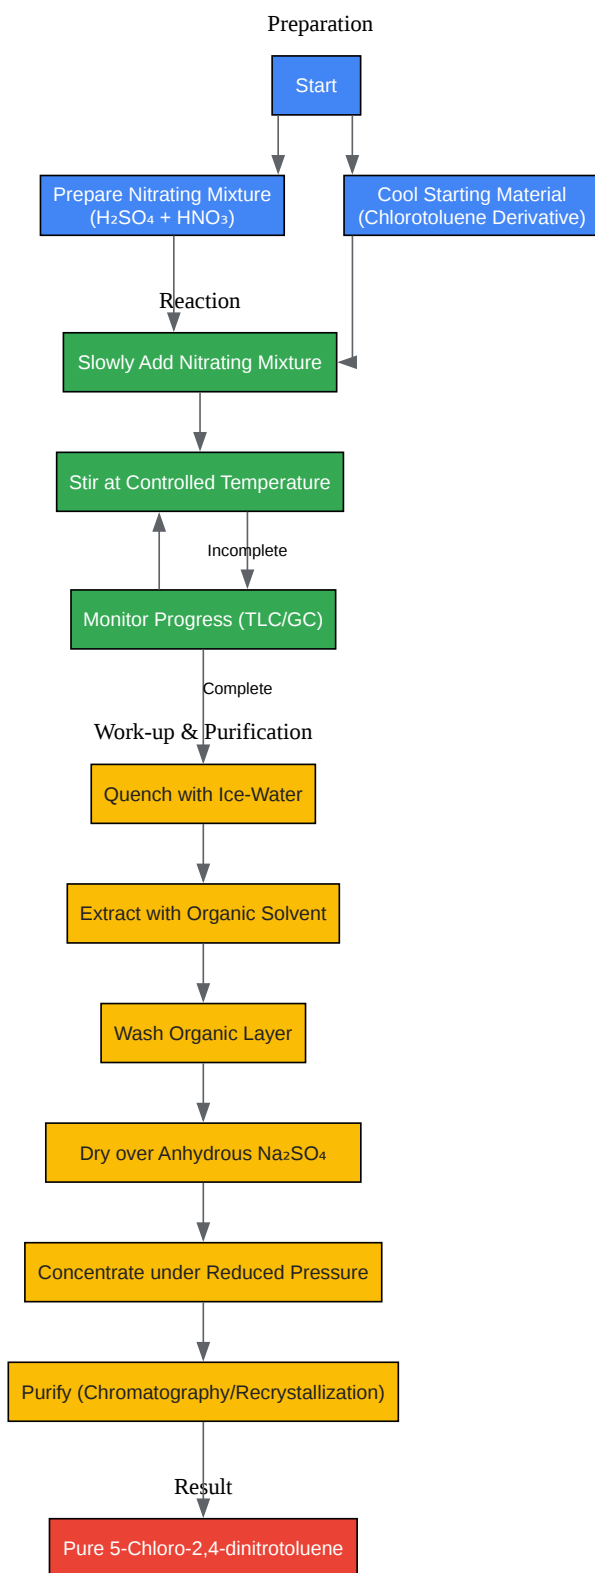 Preparation
Start
Prepare Nitrating Mixture
(H₂SO₄ + HNO₃)
Cool Starting Material
(Chlorotoluene Derivative)
Reaction
Slowly Add Nitrating Mixture
Stir at Controlled Temperature
Incomplete
Monitor Progress (TLC/GC)
Complete
Work-up & Purification
Quench with Ice-Water
Extract with Organic Solvent
Wash Organic Layer
Dry over Anhydrous Na₂SO₄
Concentrate under Reduced Pressure
Purify (Chromatography/Recrystallization)
Result
Pure 5-Chloro-2,4-dinitrotoluene